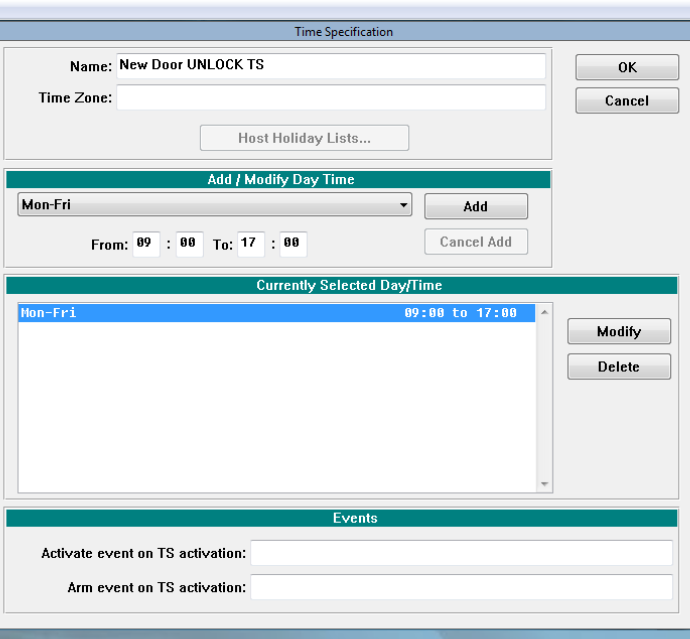 Time Specification
Name: New Door UNLOCK TS
OK
Time Zone:
Cancel
Host Holiday Lists...
Add / Modify Day Time
Mon-Fri
Add
From: 09 : 00 To: 17 : 00
Cancel Add
Currently Selected Day/Time
Mon-Fri 09:00 to 17:00
Modify
Delete
Events
Activate event on TS activation:
Arm event on TS activation: